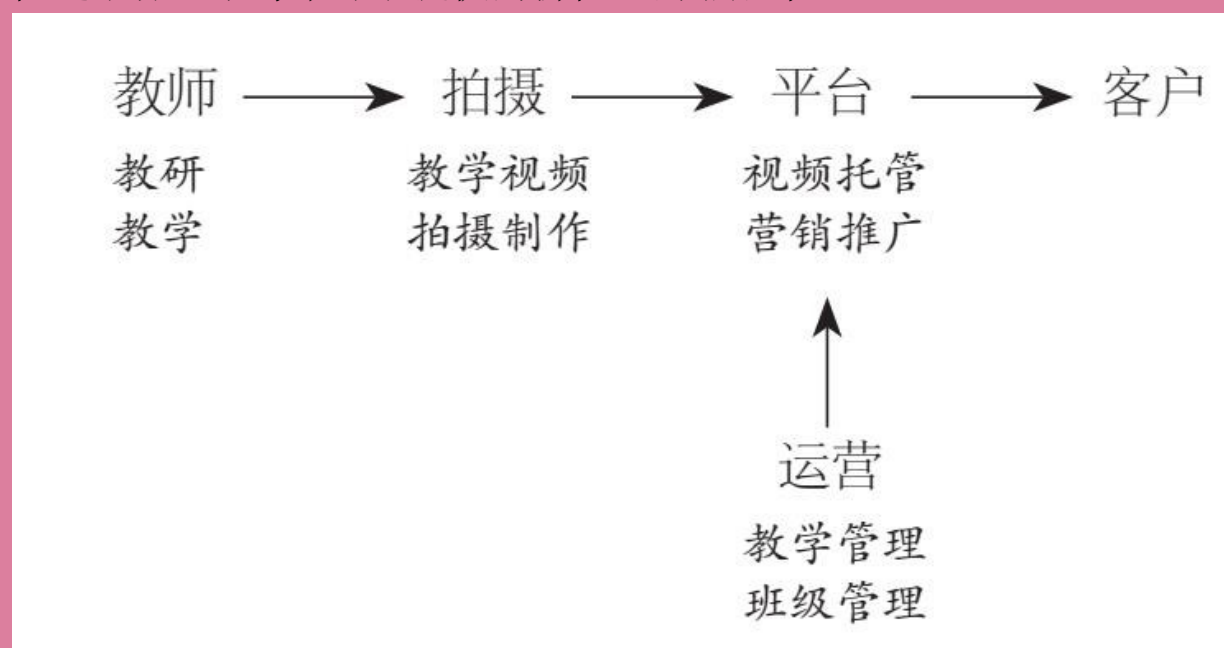 教师 拍摄 平台 客户
教研 教学视频 视频托管
教学 拍摄制作 营销推广
运营
教学管理
班级管理